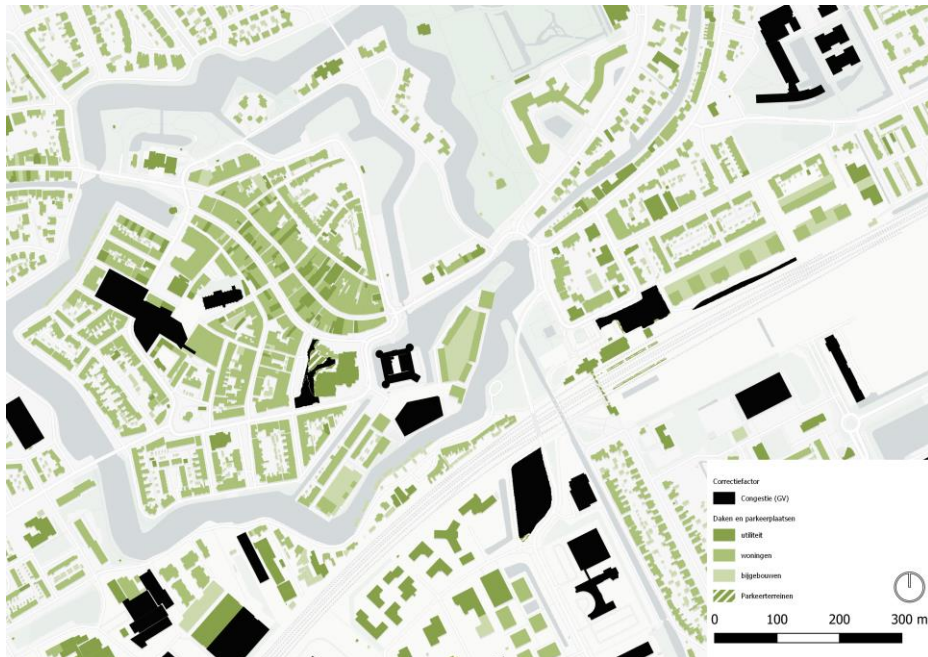 Correctiefactor
Congestie (GV)
Daken en parkeerplaatsen
utiliteit
woningen
bijgebouwen
Parkeerterreinen
0 100 200 300 m